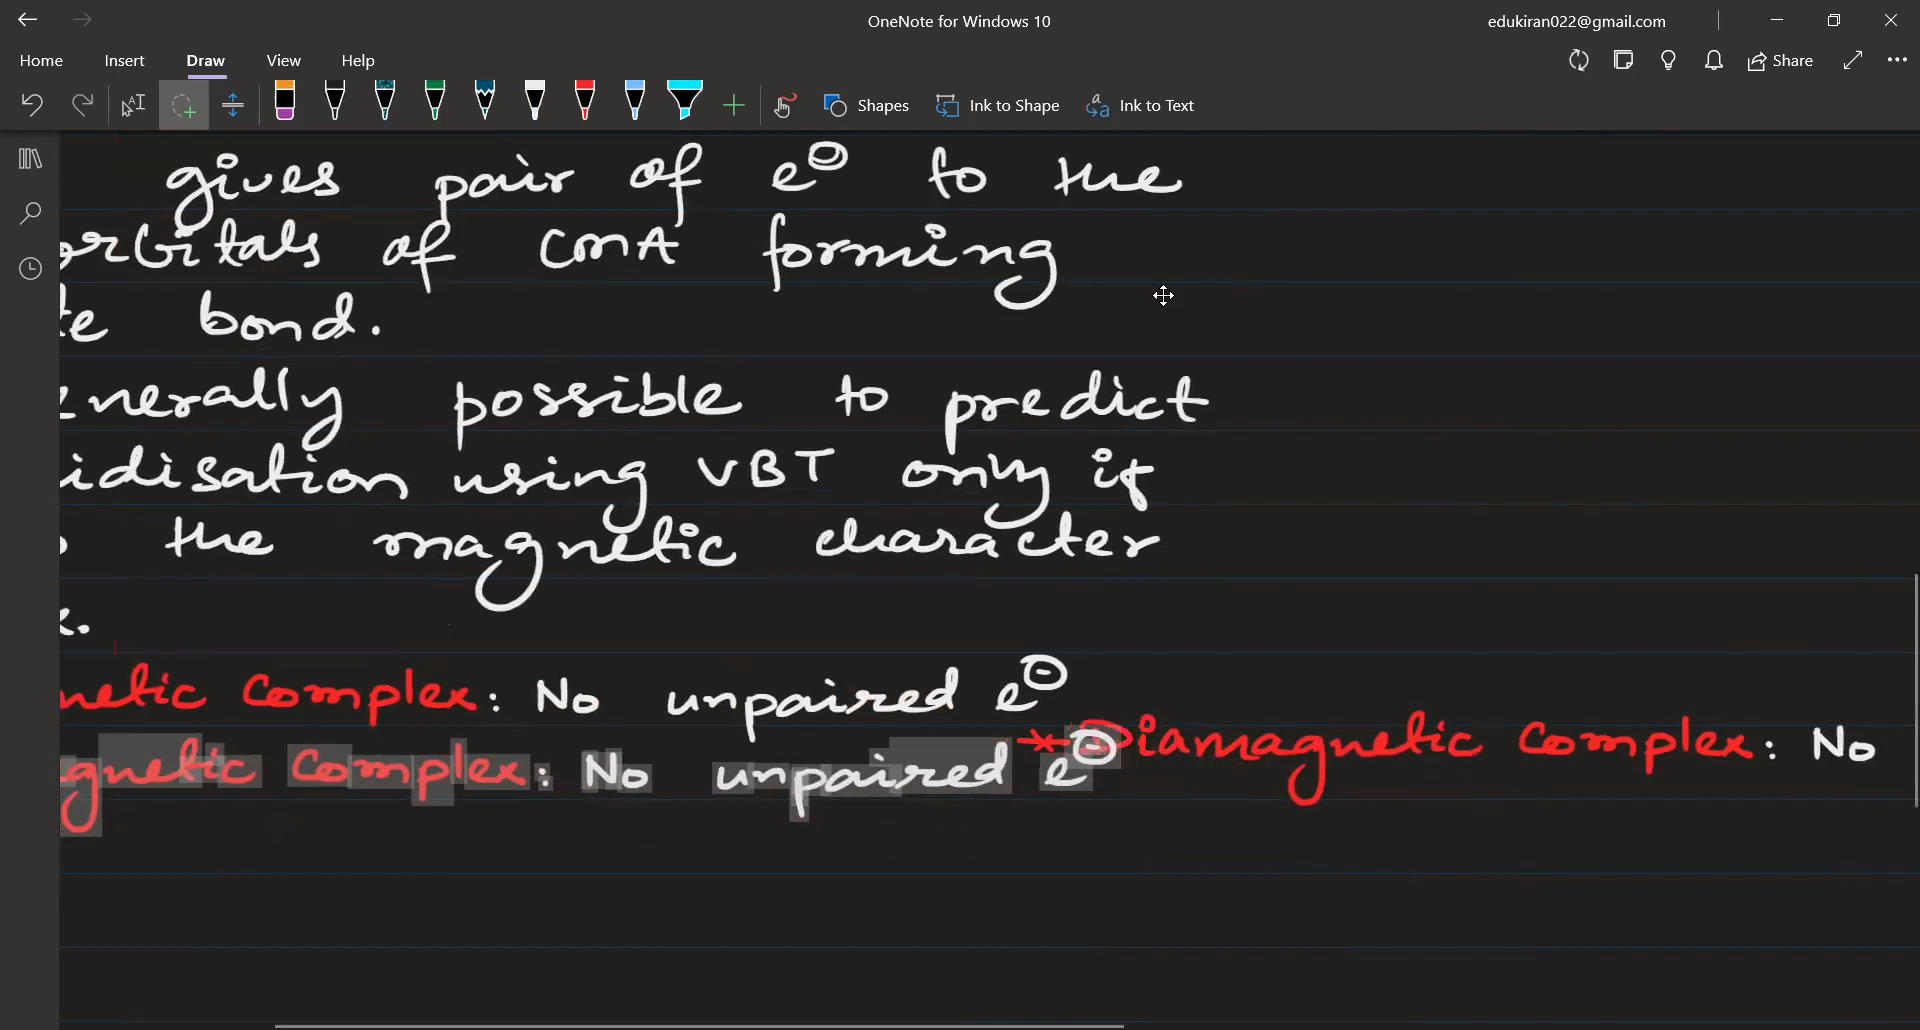 OneNote for Windows 10
edukiran022@gmail.com
Home Insert Draw View Help
Share
Shapes Ink to Shape Ink to Text
gives pair of e⊖ to the
orbitals of CMA forming
te bond.
enerally possible to predict
idisation using VBT only if
the magnetic character
x.
netic Complex: No unpaired e⊖
*Diamagnetic Complex: No
gnetic Complex: No unpaired e⊖